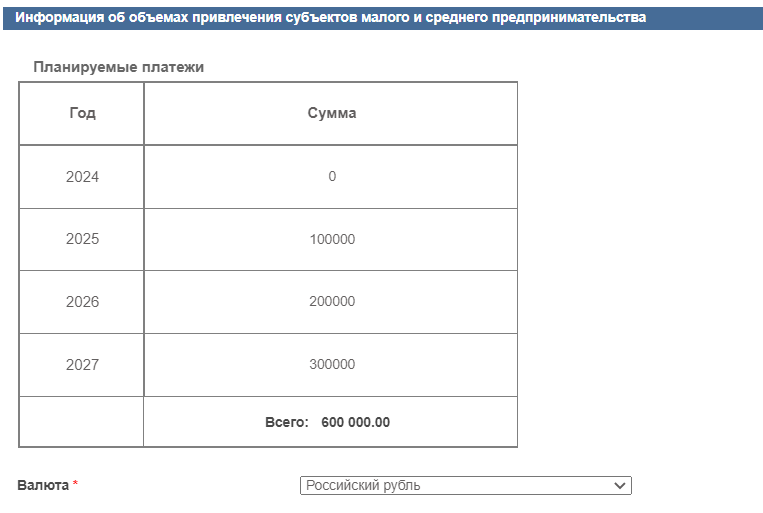 Информация об объемах привлечения субъектов малого и среднего предпринимательства
Планируемые платежи
Год Сумма
2024 0
2025 100000
2026 200000
2027 300000
Всего: 600 000.00
Валюта * Российский рубль